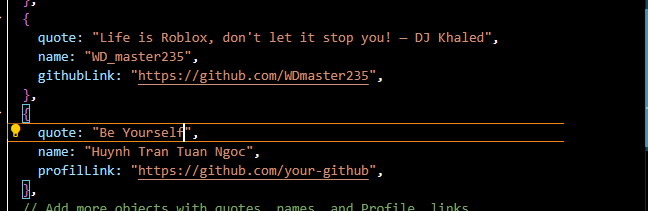 },
{
quote: "Life is Roblox, don't let it stop you! – DJ Khaled",
name: "WD_master235",
githubLink: "https://github.com/WDmaster235",
},
{
quote: "Be Yourself",
name: "Huynh Tran Tuan Ngoc",
profilLink: "https://github.com/your-github",
},
// Add more objects with quotes, names, and Profile links